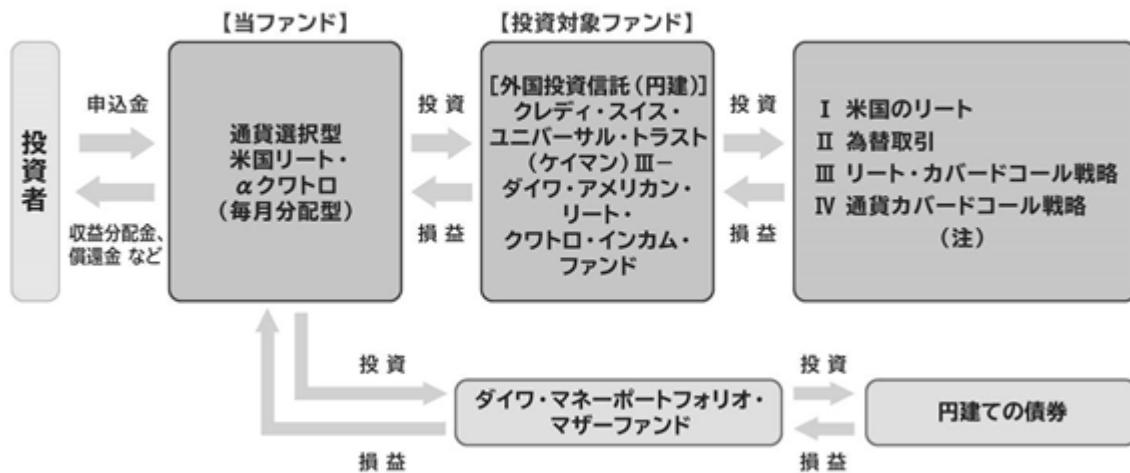 【当ファンド】
【投資対象ファンド】
投資者
申込金
収益分配金、
償還金 など
通貨選択型
米国リート・
αクワトロ
(毎月分配型)
投資
損益
[外国投資信託(円建)]
クレディ・スイス・
ユニバーサル・トラスト
(ケイマン)Ⅲ－
ダイワ・アメリカン・
リート・
クワトロ・インカム・
ファンド
投資
損益
Ⅰ 米国のリート
Ⅱ 為替取引
Ⅲ リート・カバードコール戦略
Ⅳ 通貨カバードコール戦略
(注)
投資
損益
ダイワ・マネーポートフォリオ・
マザーファンド
投資
損益
円建ての債券